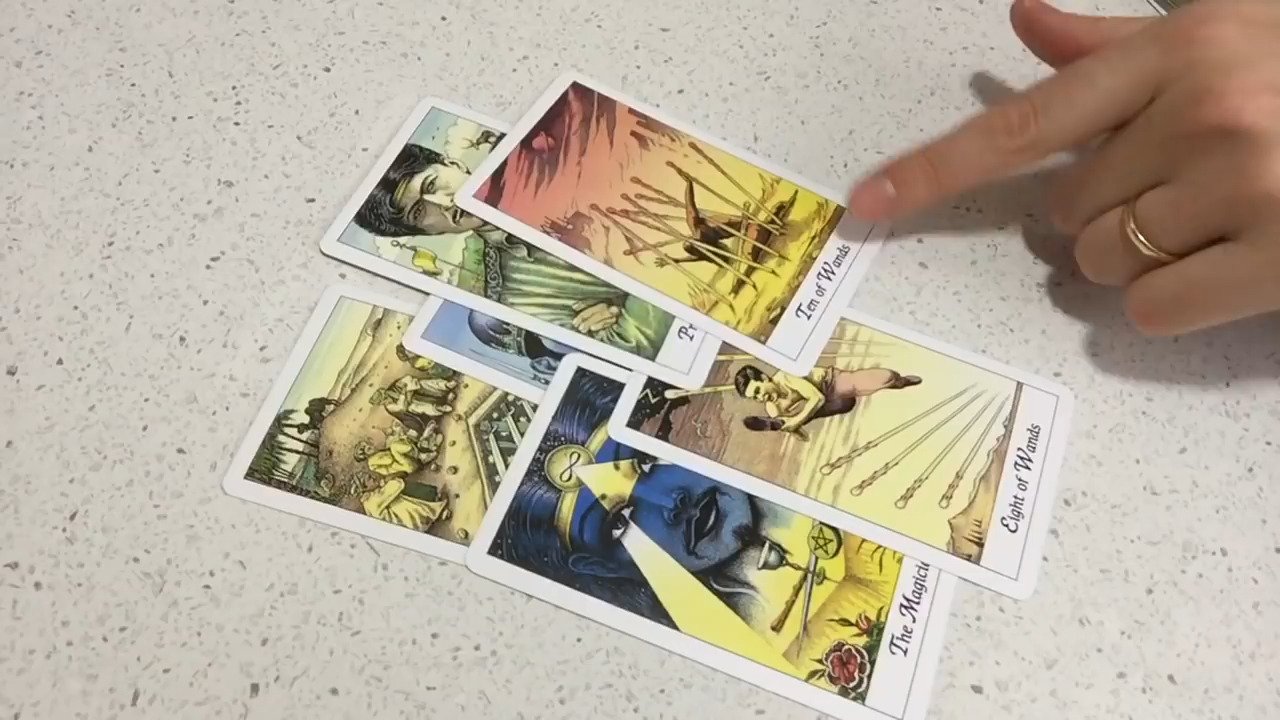 Ten of Wands
P
Eight of Wands
The Magici